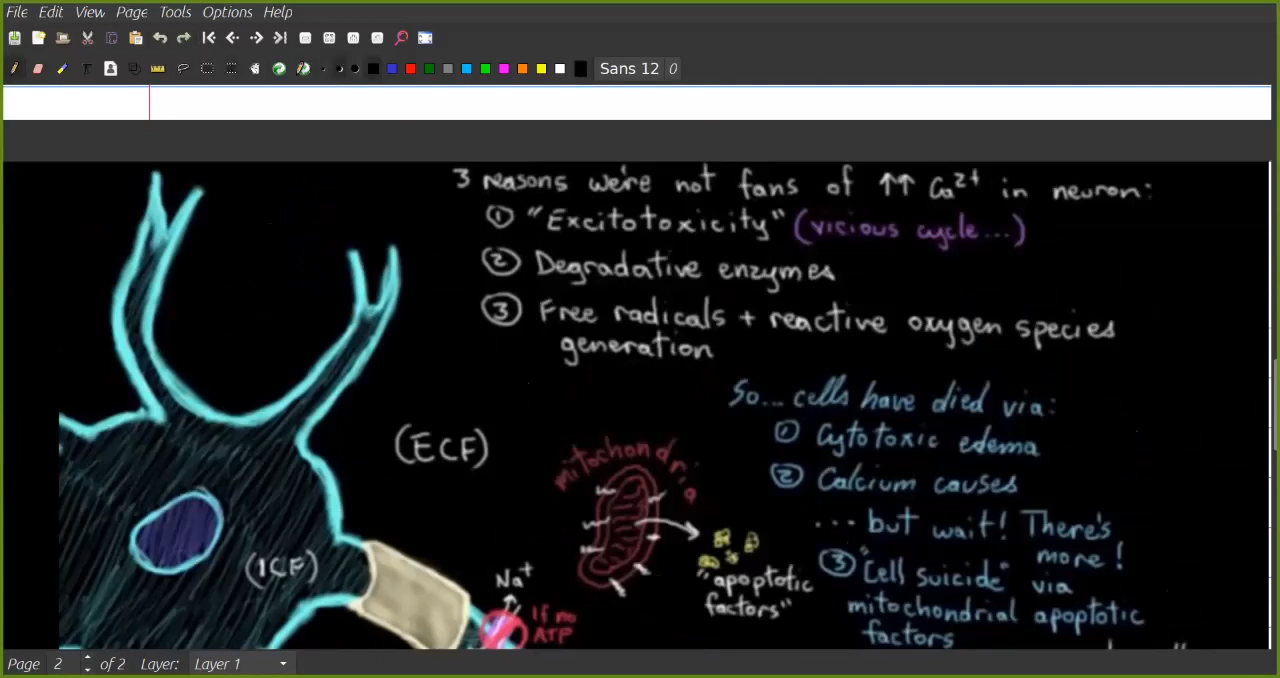 File Edit View Page Tools Options Help
Sans 12 0
3 reasons we're not fans of ↑↑ Ca²⁺ in neuron:
① "Excitotoxicity" (vicious cycle...)
② Degradative enzymes
③ Free radicals + reactive oxygen species
generation
So... cells have died via:
① Cytotoxic edema
② Calcium causes
... but wait! There's
more!
③ "Cell suicide" via
mitochondrial apoptotic
factors
(ECF)
mitochondria
"apoptotic
factors"
(ICF)
Na⁺
If no
ATP
Page 2 of 2 Layer: Layer 1